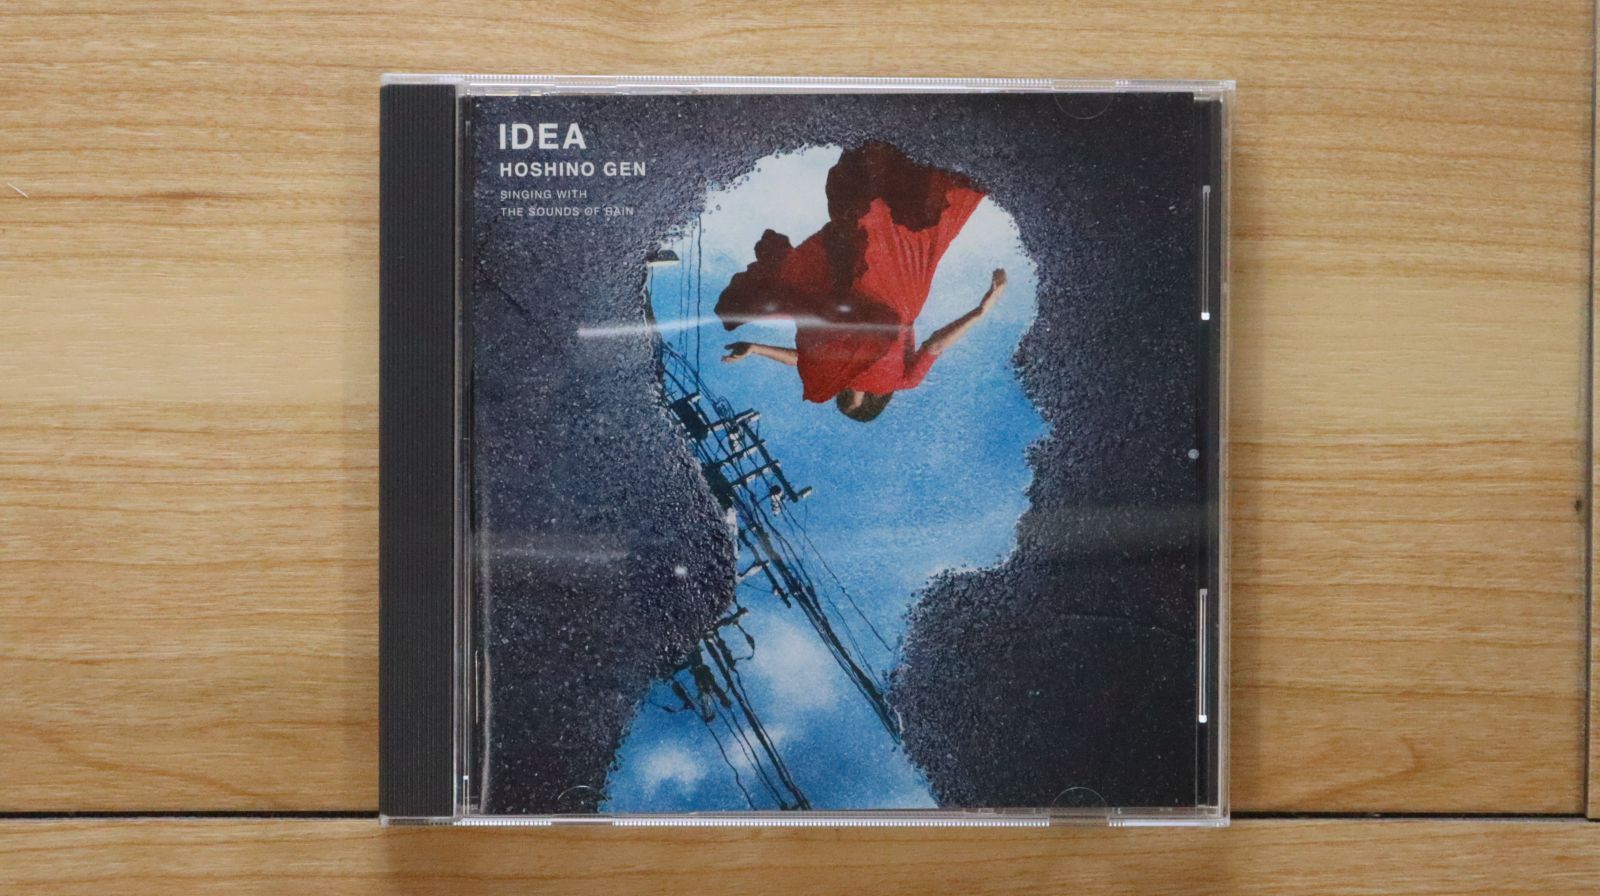 IDEA
HOSHINO GEN
SINGING WITH
THE SOUNDS OF RAIN